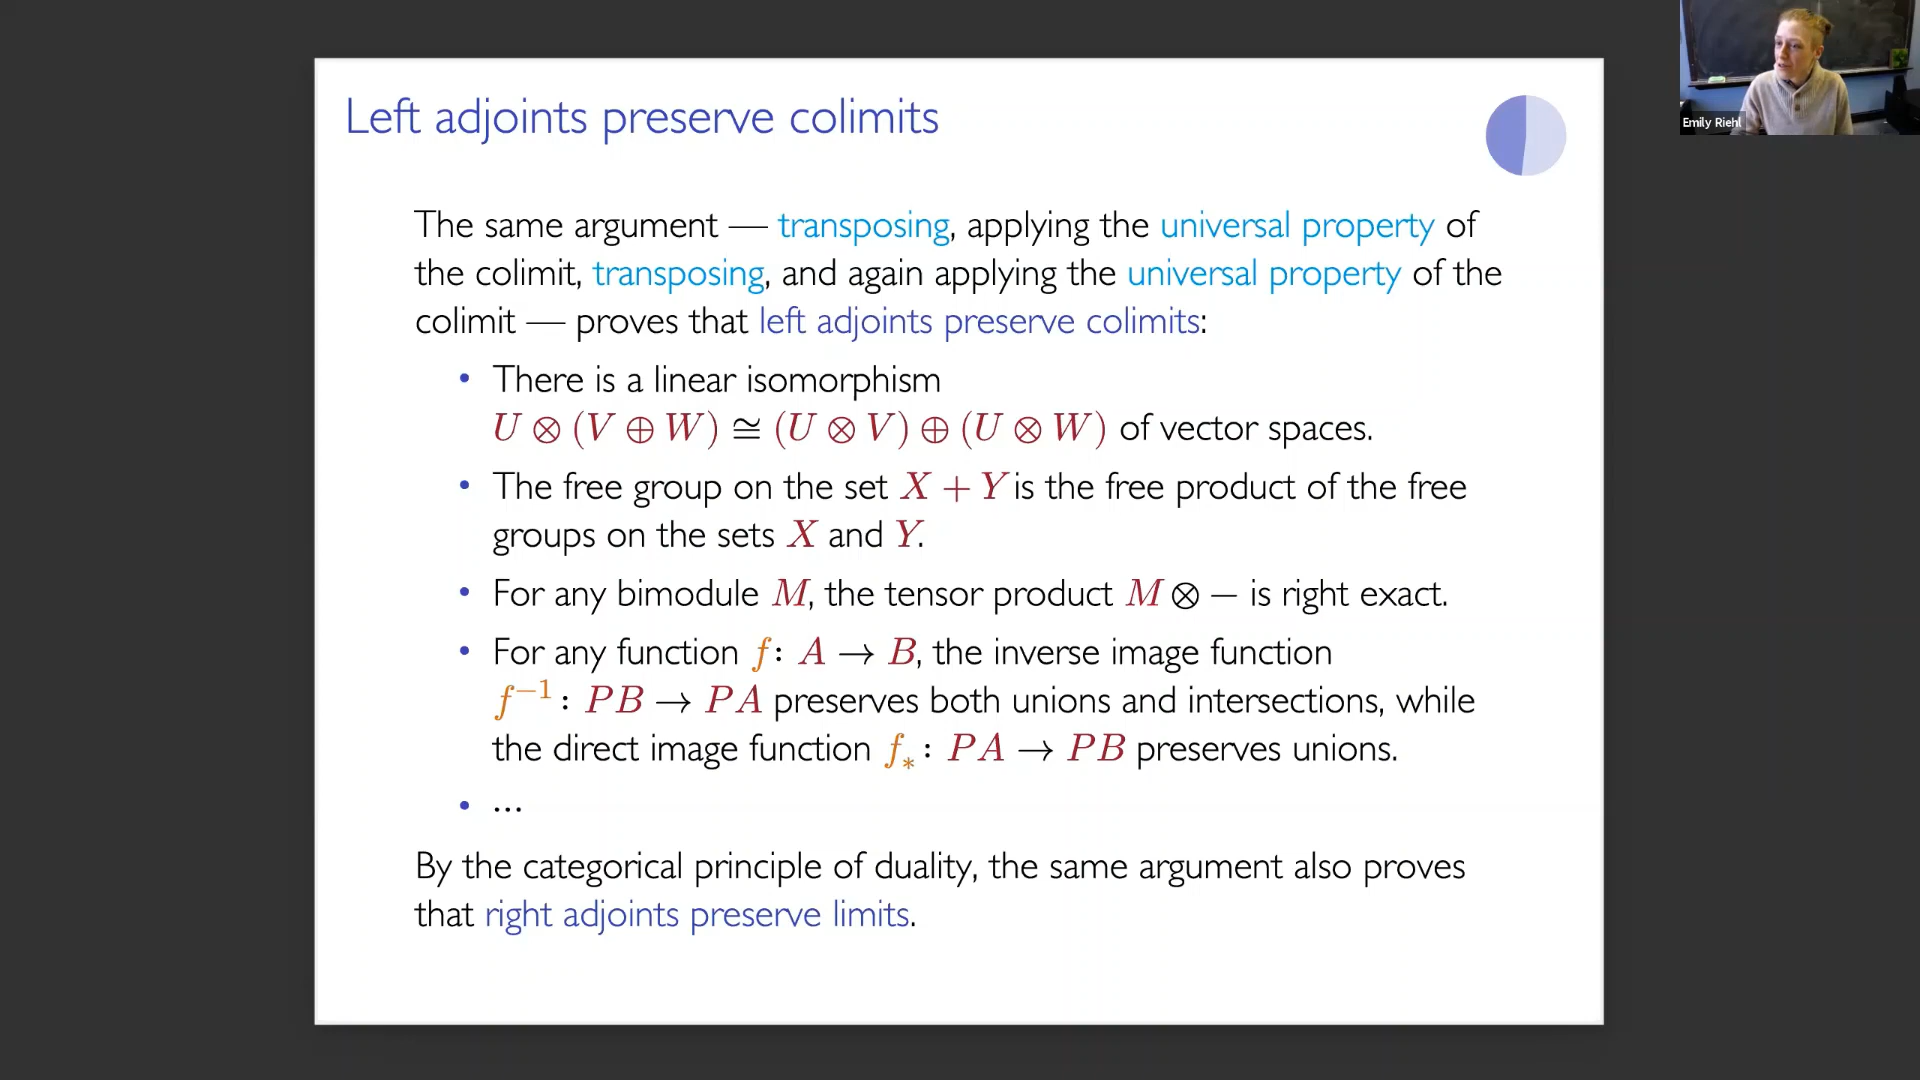 Left adjoints preserve colimits
Emily Riehl
The same argument — transposing, applying the universal property of
the colimit, transposing, and again applying the universal property of the
colimit — proves that left adjoints preserve colimits:
• There is a linear isomorphism
U ⊗ (V ⊕ W) ≅ (U ⊗ V) ⊕ (U ⊗ W) of vector spaces.
• The free group on the set X + Y is the free product of the free
groups on the sets X and Y.
• For any bimodule M, the tensor product M ⊗ − is right exact.
• For any function f : A → B, the inverse image function
f⁻¹ : PB → PA preserves both unions and intersections, while
the direct image function f∗ : PA → PB preserves unions.
• ...
By the categorical principle of duality, the same argument also proves
that right adjoints preserve limits.